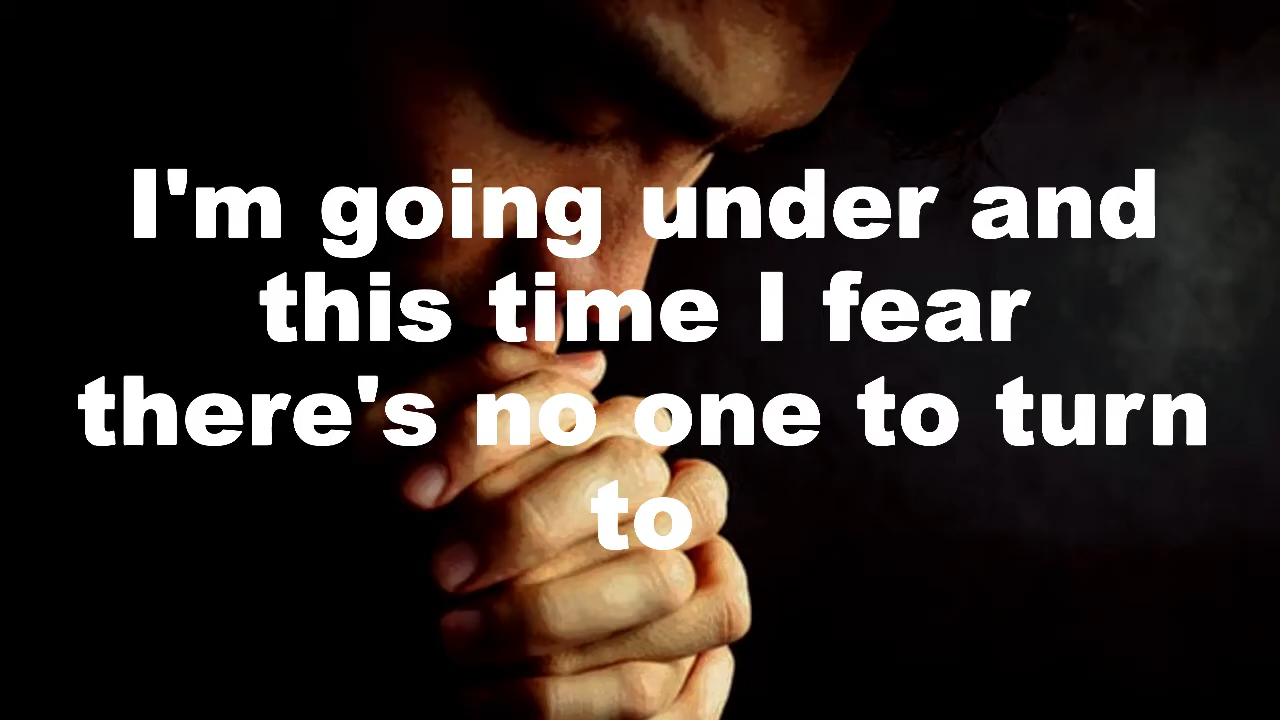 I'm going under and
this time I fear
there's no one to turn
to